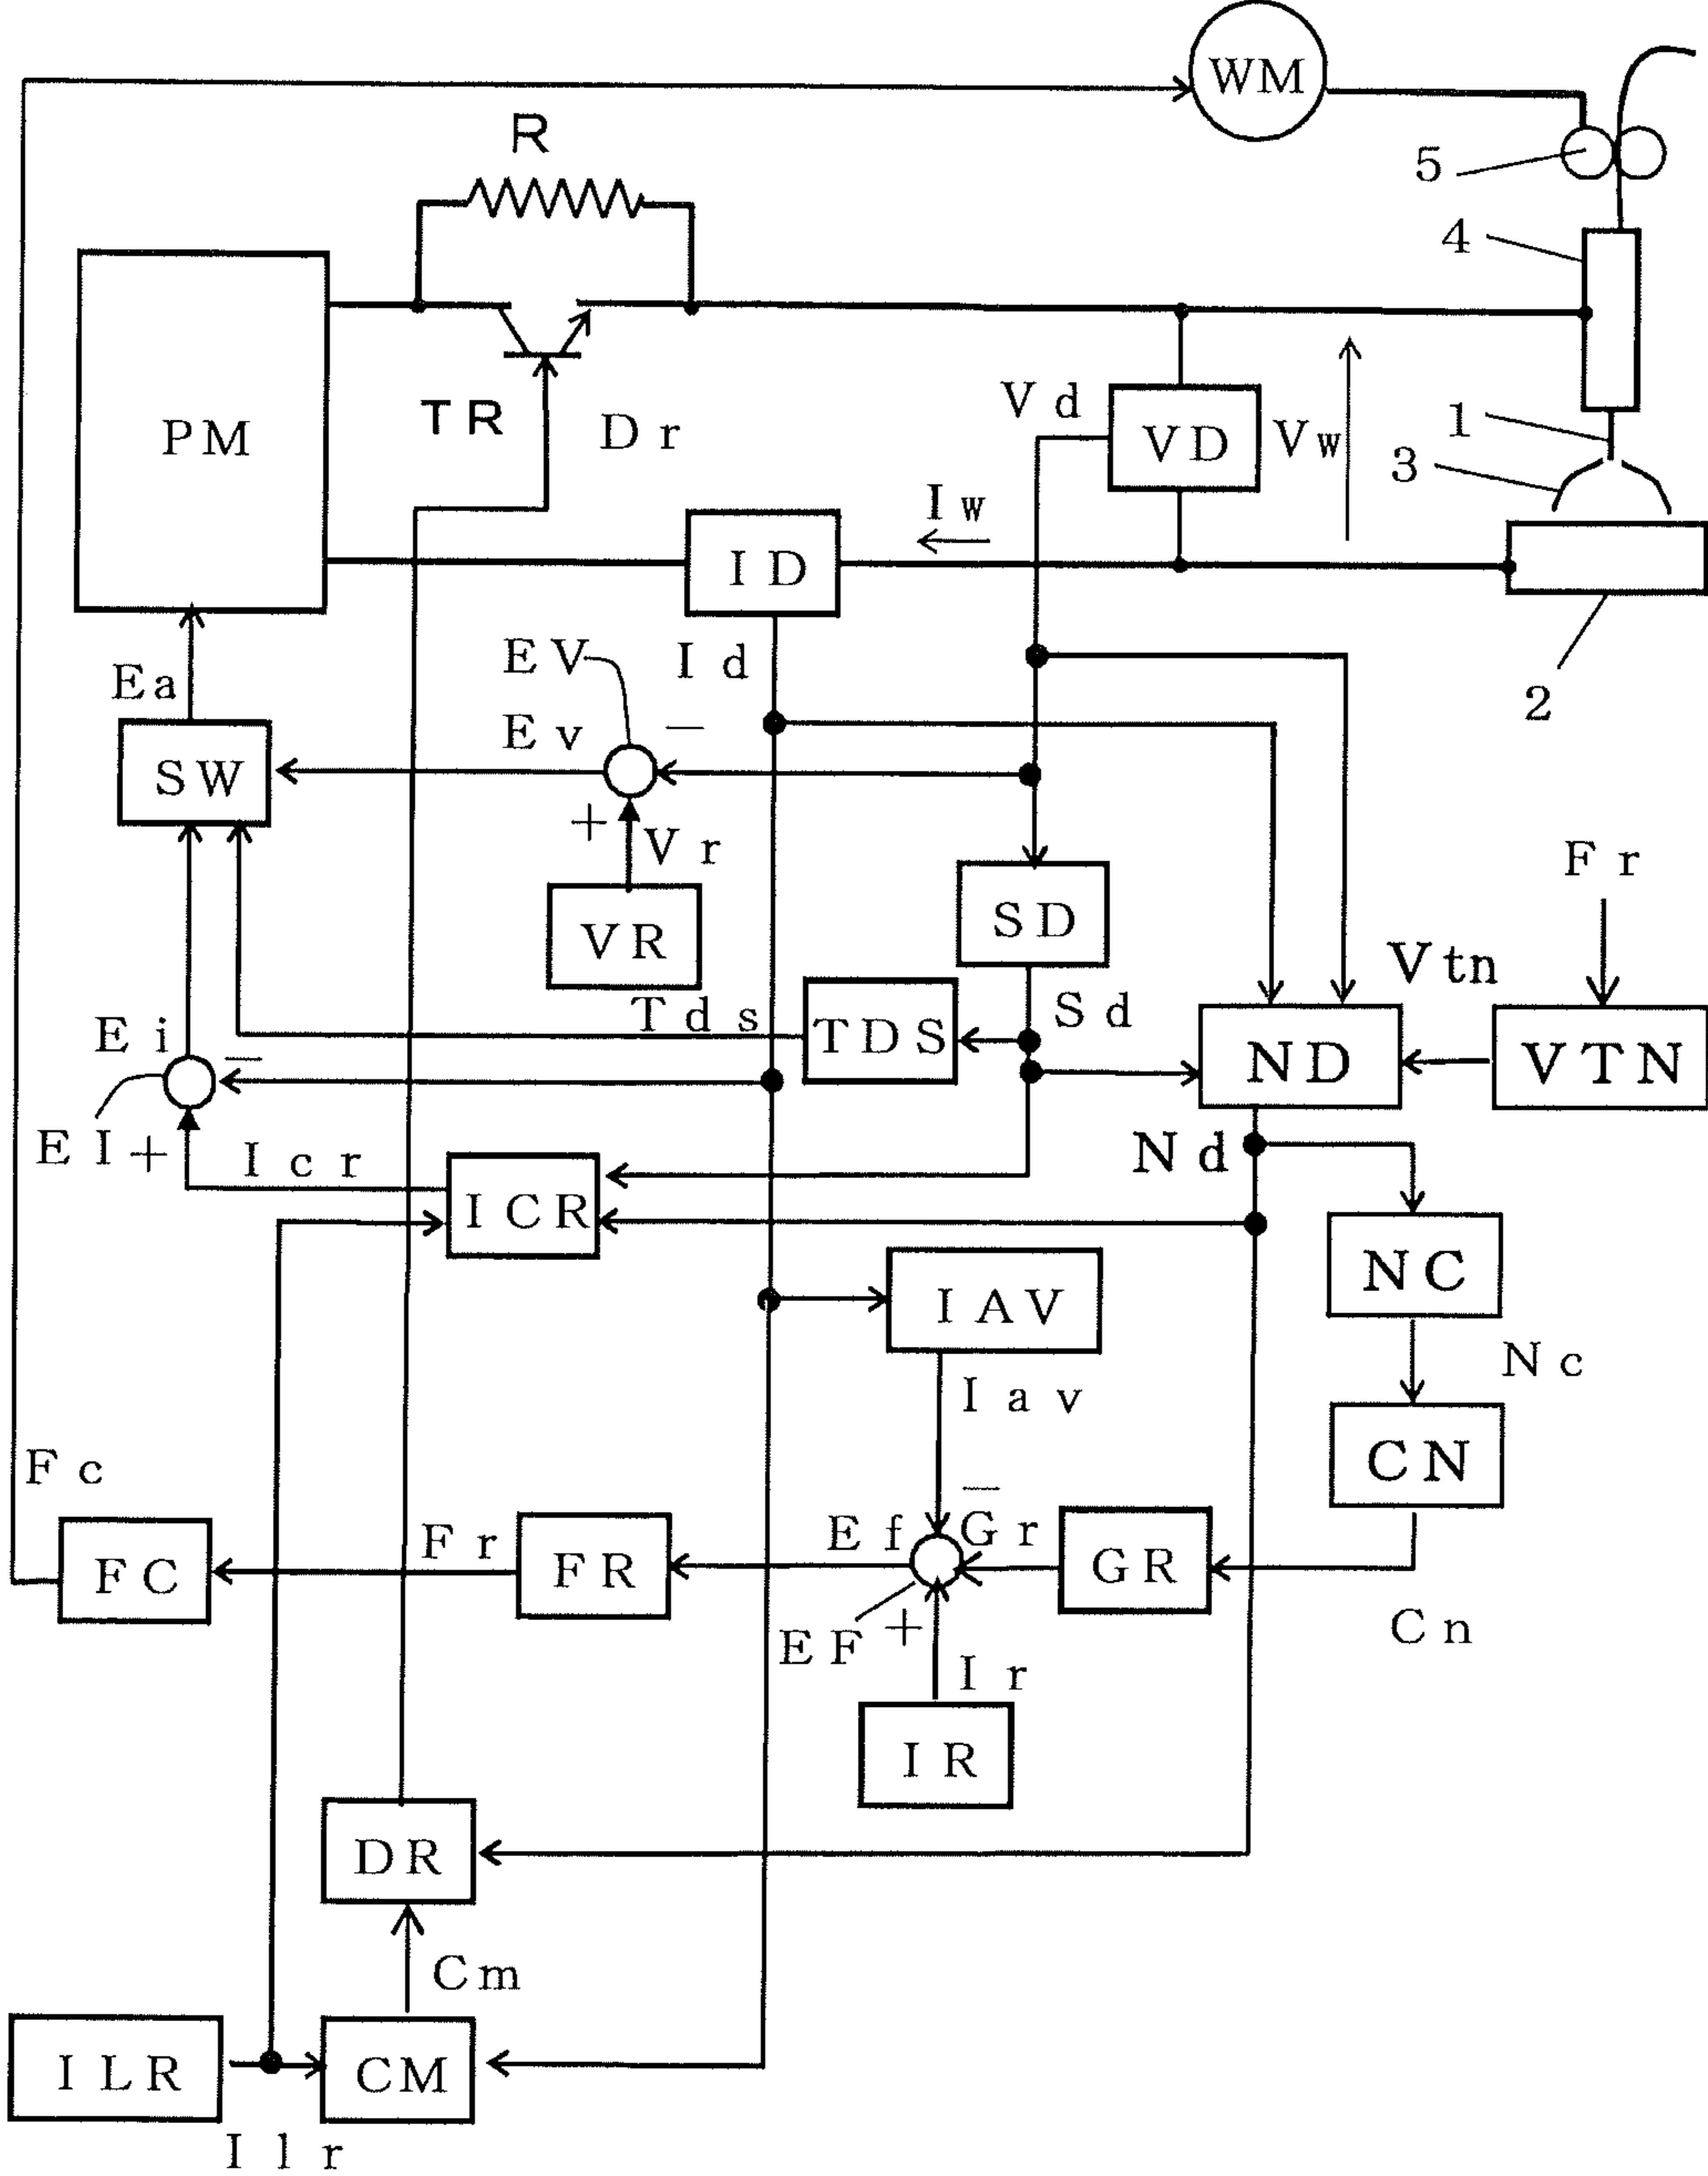 WM
R
5
4
PM
TR
Dr
Vd
VD
Vw
1
3
Iw
ID
EV
Id
2
Ea
Ev
−
SW
+
Vr
Fr
VR
SD
Vtn
Tds
Sd
Ei
−
TDS
ND
VTN
EI
+
Icr
Nd
ICR
NC
IAV
Nc
Iav
CN
Fc
−
Fr
Ef
Gr
FC
FR
GR
EF
+
Cn
Ir
IR
DR
Cm
ILR
CM
Ilr